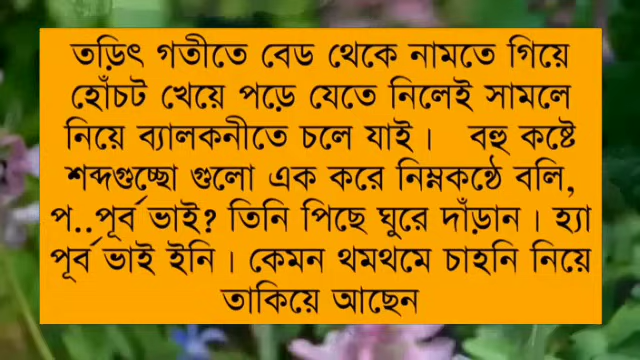 তড়িৎ গতীতে বেড থেকে নামতে গিয়ে
হোঁচট খেয়ে পড়ে যেতে নিলেই সামলে
নিয়ে ব্যালকনীতে চলে যাই। বহু কষ্টে
শব্দগুচ্ছো গুলো এক করে নিম্নকন্ঠে বলি,
প..পূর্ব ভাই? তিনি পিছে ঘুরে দাঁড়ান। হ্যা
পূর্ব ভাই ইনি। কেমন থমথমে চাহনি নিয়ে
তাকিয়ে আছেন